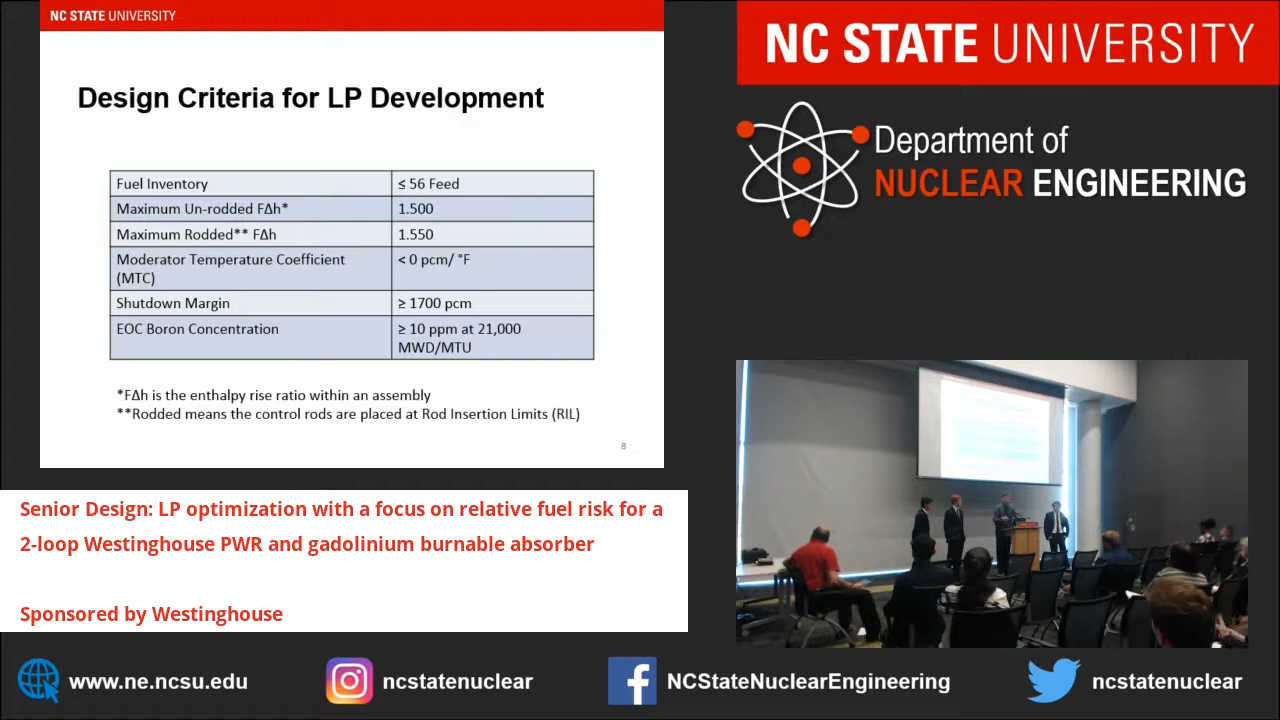 NC STATE UNIVERSITY
Design Criteria for LP Development
Fuel Inventory
≤ 56 Feed
Maximum Un-rodded FΔh*
1.500
Maximum Rodded** FΔh
1.550
Moderator Temperature Coefficient
(MTC)
< 0 pcm/ °F
Shutdown Margin
≥ 1700 pcm
EOC Boron Concentration
≥ 10 ppm at 21,000
MWD/MTU
*FΔh is the enthalpy rise ratio within an assembly
**Rodded means the control rods are placed at Rod Insertion Limits (RIL)
8
NC STATE UNIVERSITY
Department of
NUCLEAR ENGINEERING
Senior Design: LP optimization with a focus on relative fuel risk for a
2-loop Westinghouse PWR and gadolinium burnable absorber
Sponsored by Westinghouse
www.ne.ncsu.edu
ncstatenuclear
NCStateNuclearEngineering
ncstatenuclear